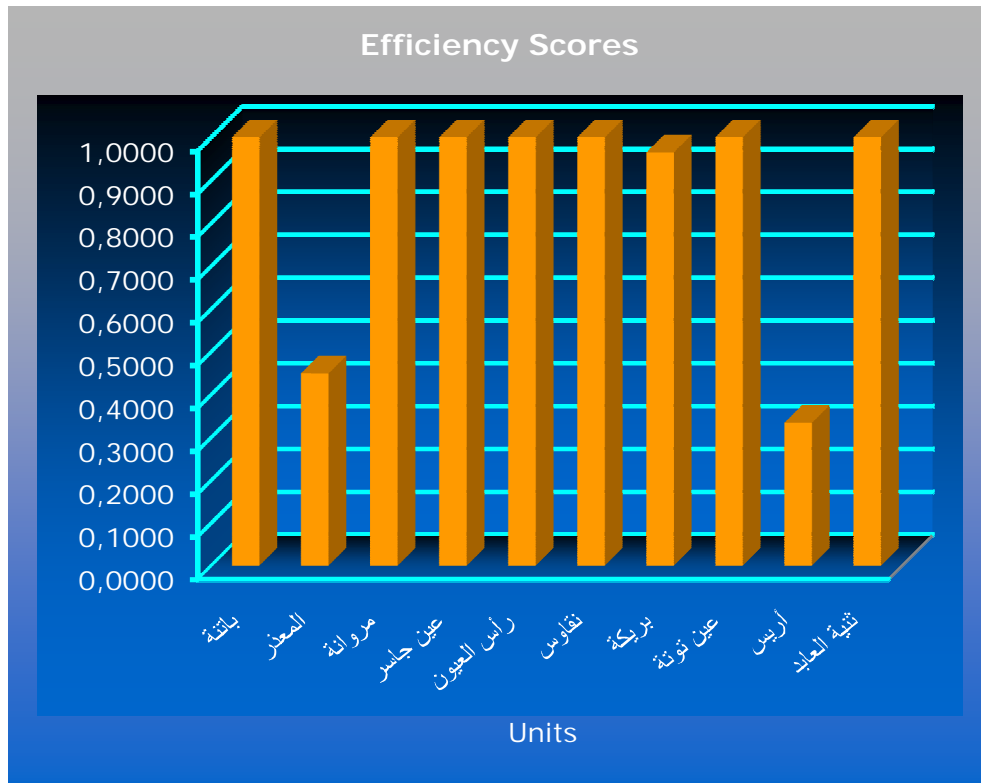 Efficiency Scores
1,0000
0,9000
0,8000
0,7000
0,6000
0,5000
0,4000
0,3000
0,2000
0,1000
0,0000
باتنة
المعذر
مروانة
عين جاسر
رأس العيون
نقاوس
بريكة
عين توتة
أريس
ثنية العابد
Units